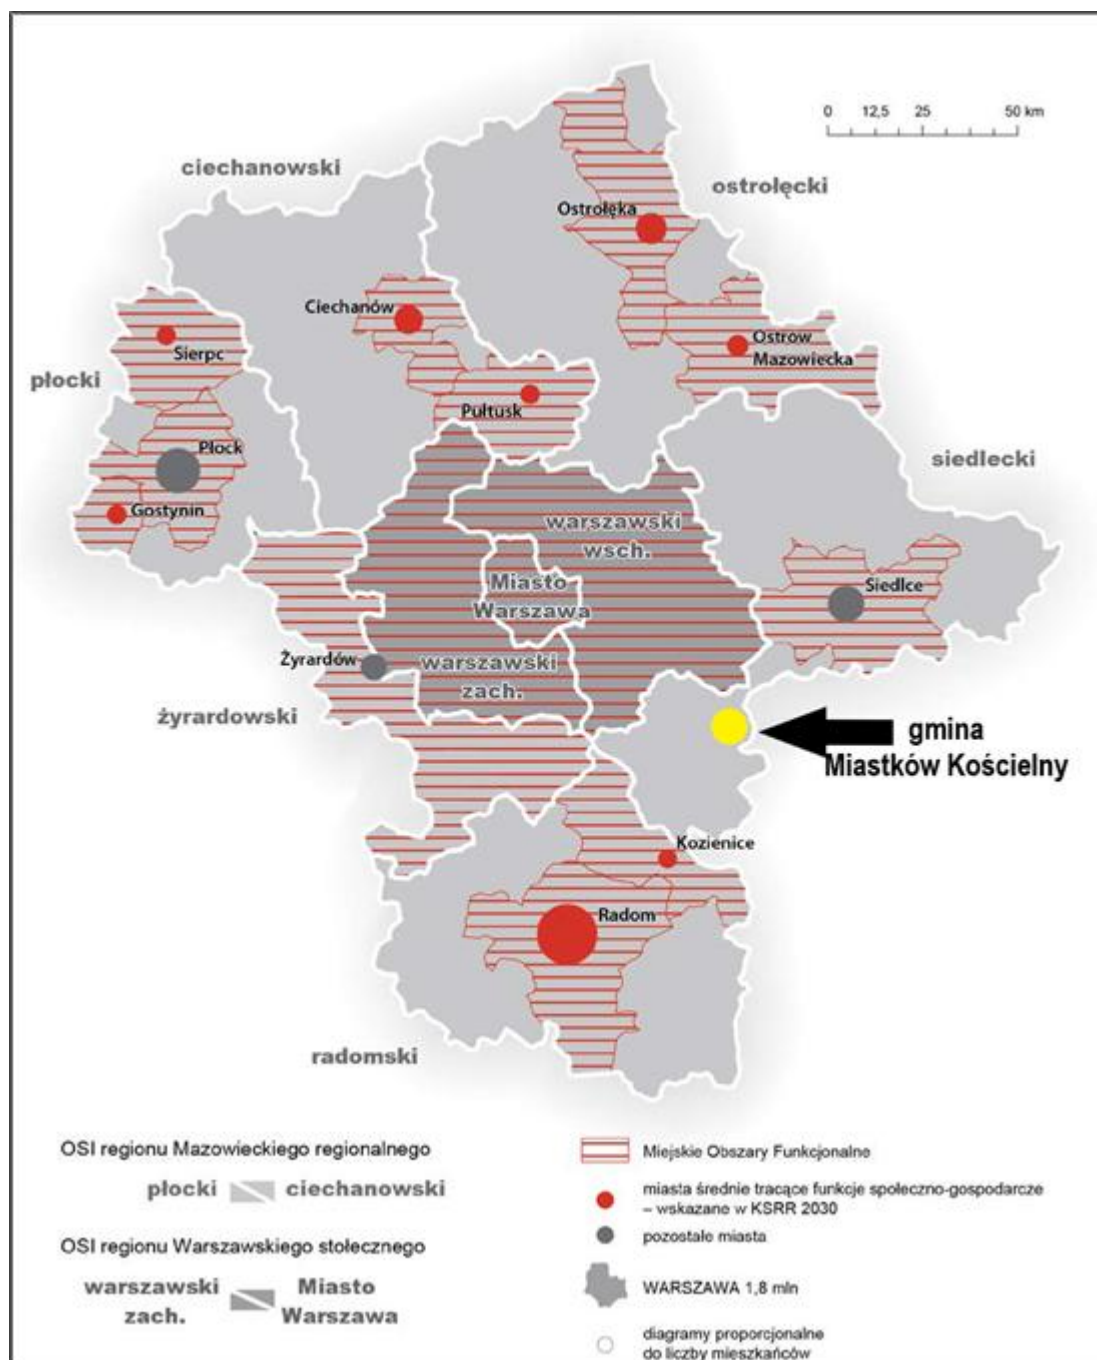 0 12,5 25 50 km
ciechanowski
ostrołęcki
Ostrołęka
Ciechanów
Sierpc
Ostrow
Mazowiecka
płocki
Pułtusk
Płock
siedlecki
Gostynin
warszawski
wsch.
Miasto
Warszawa
Siedlce
Żyrardów
warszawski
zach.
żyrardowski
gmina
Miastków Kościelny
Kozienice
Radom
radomski
OSI regionu Mazowieckiego regionalnego
płocki ciechanowski
OSI regionu Warszawskiego stołecznego
warszawski
zach.
Miasto
Warszawa
Miejskie Obszary Funkcjonalne
miasta średnie tracące funkcje społeczno-gospodarcze
– wskazane w KSRR 2030
pozostałe miasta
WARSZAWA 1,8 mln
diagramy proporcjonalne
do liczby mieszkańców